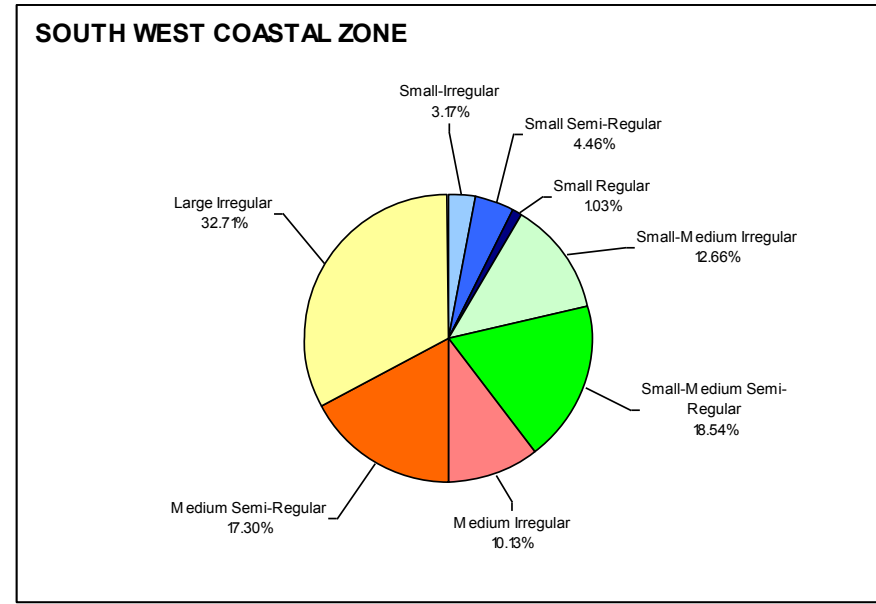 SOUTH WEST COASTAL ZONE
Small-Irregular
3.17%
Small Semi-Regular
4.46%
Small Regular
1.03%
Large Irregular
32.71%
Small-Medium Irregular
12.66%
Small-Medium Semi-
Regular
18.54%
Medium Semi-Regular
17.30%
Medium Irregular
10.13%